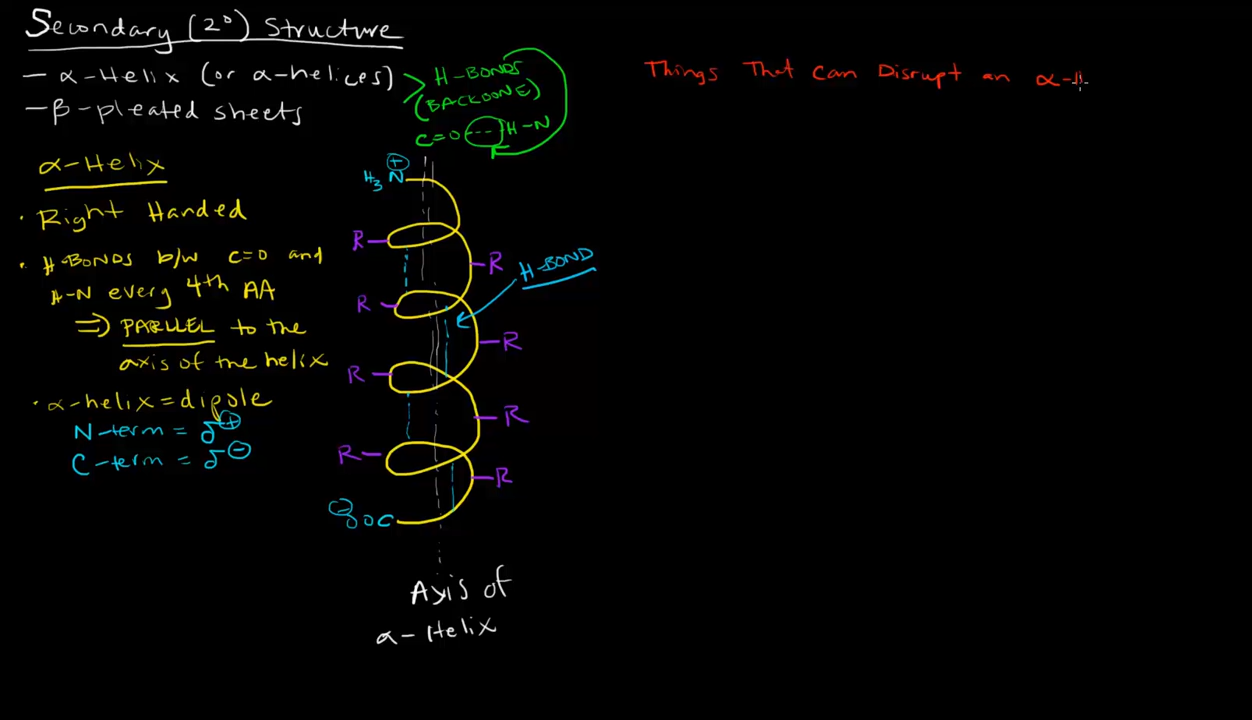 Secondary (2°) Structure
– α-Helix (or α-helices)
– β-pleated sheets
H-BONDS
(BACKBONE)
C=O---H-N
α-Helix
• Right Handed
• H-BONDS b/w C=O and
H-N every 4th AA
⇒ PARLLEL to the
axis of the helix
• α-helix = dipole
N-term = δ⊕
C-term = δ⊖
H₃N⊕
R
R
R
R
R
R
R
R
H-BOND
⊖OOC
Axis of
α-Helix
Things That Can Disrupt an α-H